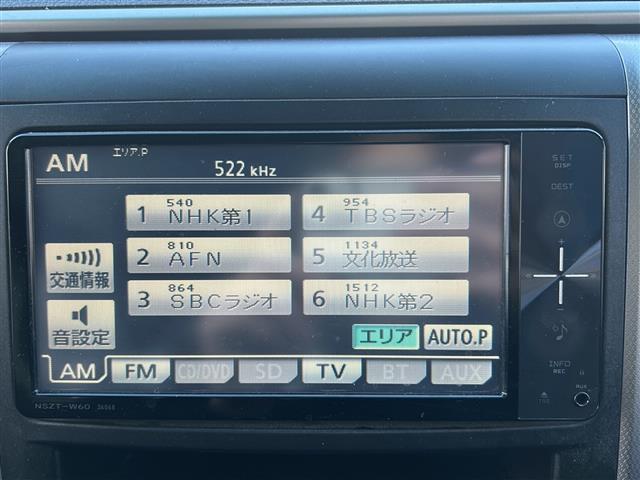 AM エリア.P 522 kHz
540 954
1 NHK第1 4 TBSラジオ
810 1134
2 AFN 5 文化放送
864 1512
3 SBCラジオ 6 NHK第2
交通情報
音設定
エリア AUTO.P
AM FM CD/DVD SD TV BT AUX
NSZT-W60
SET
DISP
DEST
+
−
INFO
REC
AUX